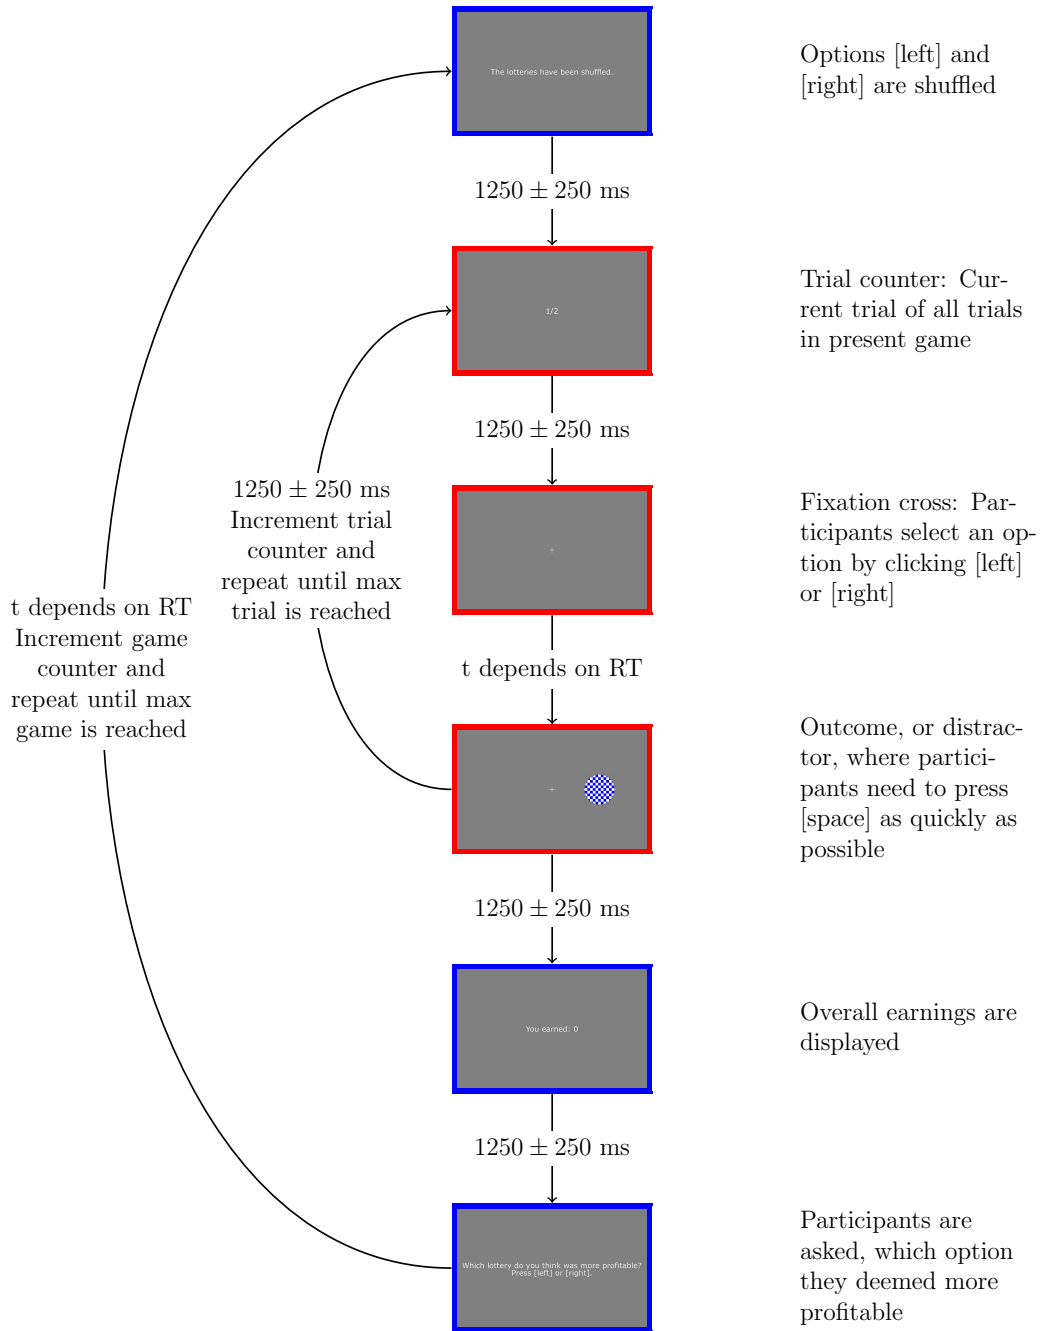 The lotteries have been shuffled.
Options [left] and
[right] are shuffled
1250 ± 250 ms
1/2
Trial counter: Cur-
rent trial of all trials
in present game
1250 ± 250 ms
1250 ± 250 ms
Increment trial
counter and
repeat until max
trial is reached
+
Fixation cross: Par-
ticipants select an op-
tion by clicking [left]
or [right]
t depends on RT
Increment game
counter and
repeat until max
game is reached
t depends on RT
+
Outcome, or distrac-
tor, where partici-
pants need to press
[space] as quickly as
possible
1250 ± 250 ms
You earned: 0
Overall earnings are
displayed
1250 ± 250 ms
Which lottery do you think was more profitable?
Press [left] or [right].
Participants are
asked, which option
they deemed more
profitable